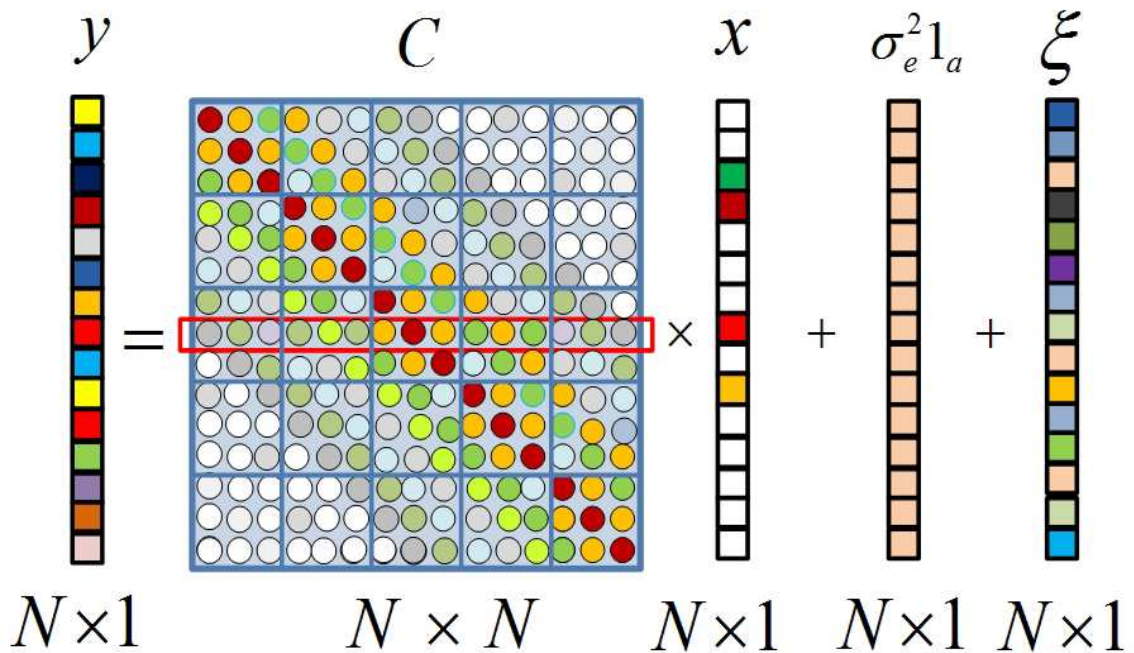 y C x σ_e^2 1_a ξ
= × + +
N×1 N × N N×1 N×1 N×1